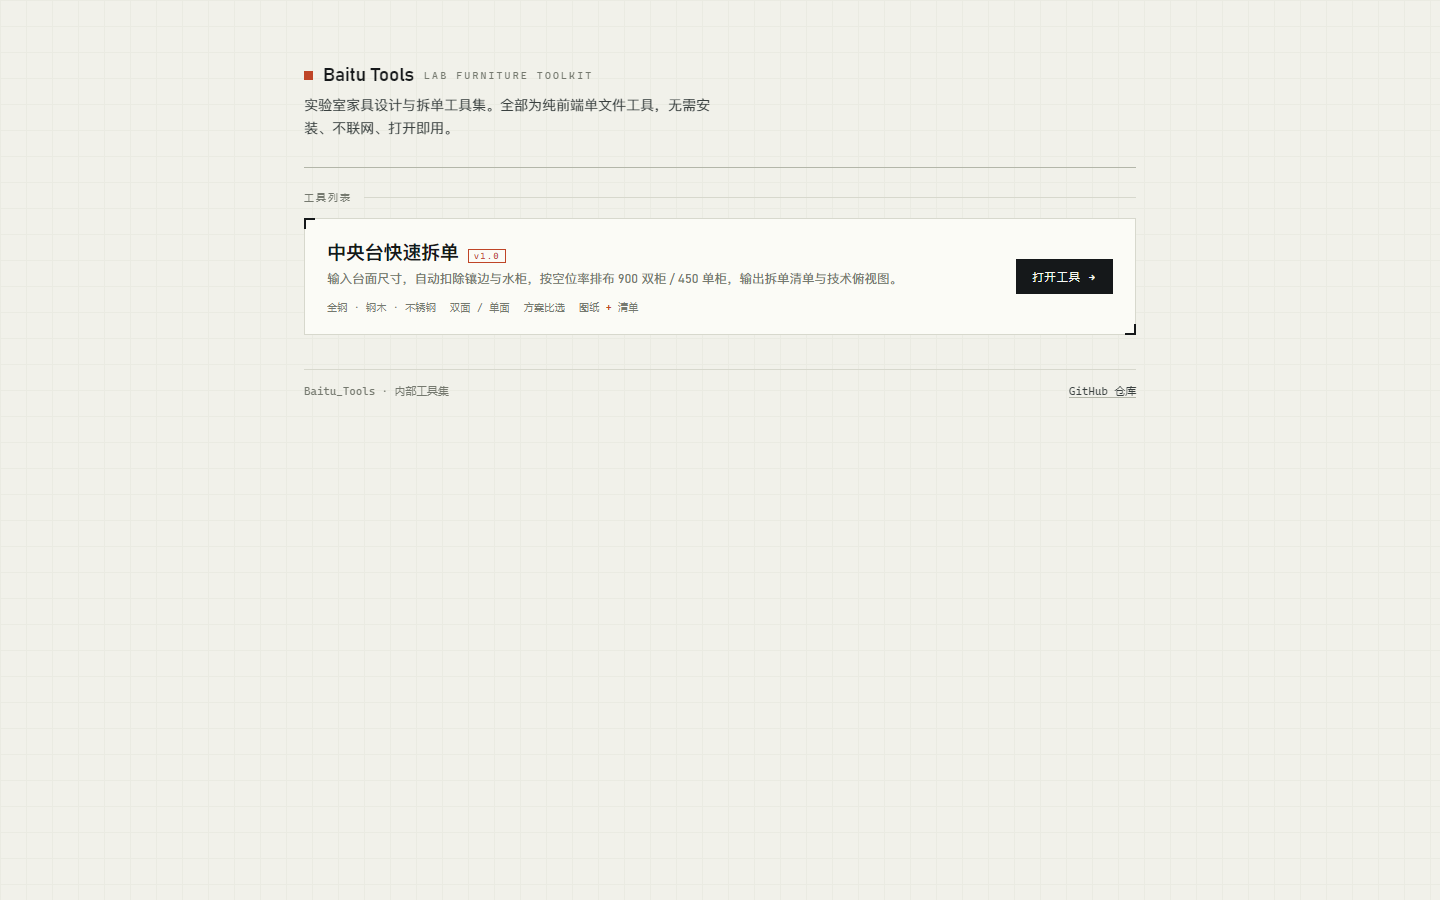 Baitu Tools LAB FURNITURE TOOLKIT
实验室家具设计与拆单工具集。全部为纯前端单文件工具，无需安
装、不联网、打开即用。
工具列表
中央台快速拆单 v1.0
输入台面尺寸，自动扣除镶边与水柜，按空位率排布 900 双柜 / 450 单柜，输出拆单清单与技术俯视图。
打开工具 →
全钢 · 钢木 · 不锈钢 双面 / 单面 方案比选 图纸 + 清单
Baitu_Tools · 内部工具集
GitHub 仓库